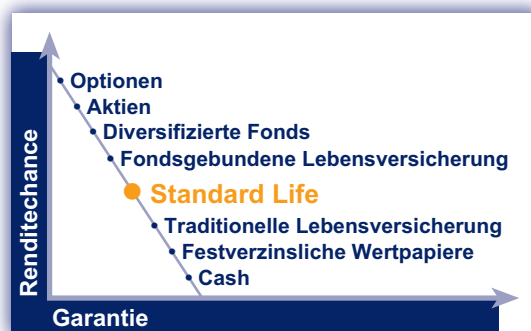 Renditechance
Optionen
Aktien
Diversifizierte Fonds
Fondsgebundene Lebensversicherung
Standard Life
Traditionelle Lebensversicherung
Festverzinsliche Wertpapiere
Cash
Garantie